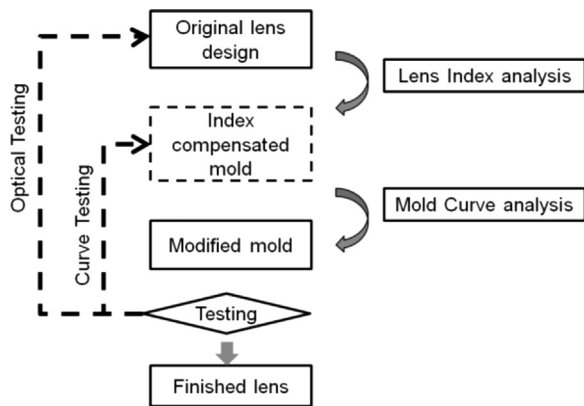 Original lens
design
Lens Index analysis
Index
compensated
mold
Mold Curve analysis
Modified mold
Testing
Finished lens
Optical Testing
Curve Testing